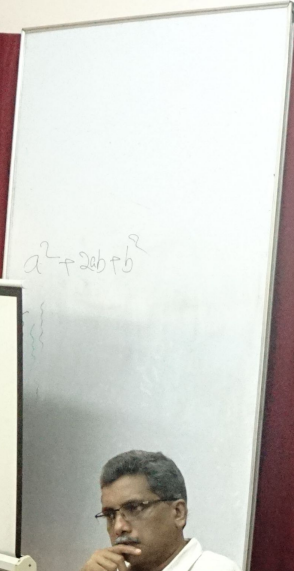 a² + 2ab + b²